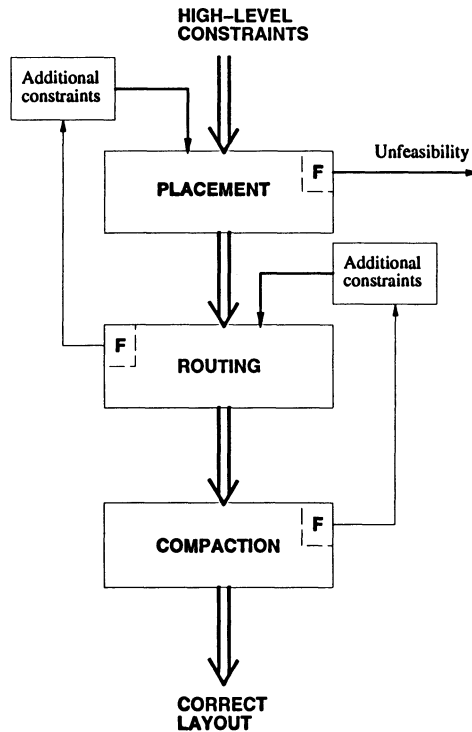 HIGH–LEVEL
CONSTRAINTS
Additional
constraints
Unfeasibility
F
PLACEMENT
Additional
constraints
F
ROUTING
F
COMPACTION
CORRECT
LAYOUT